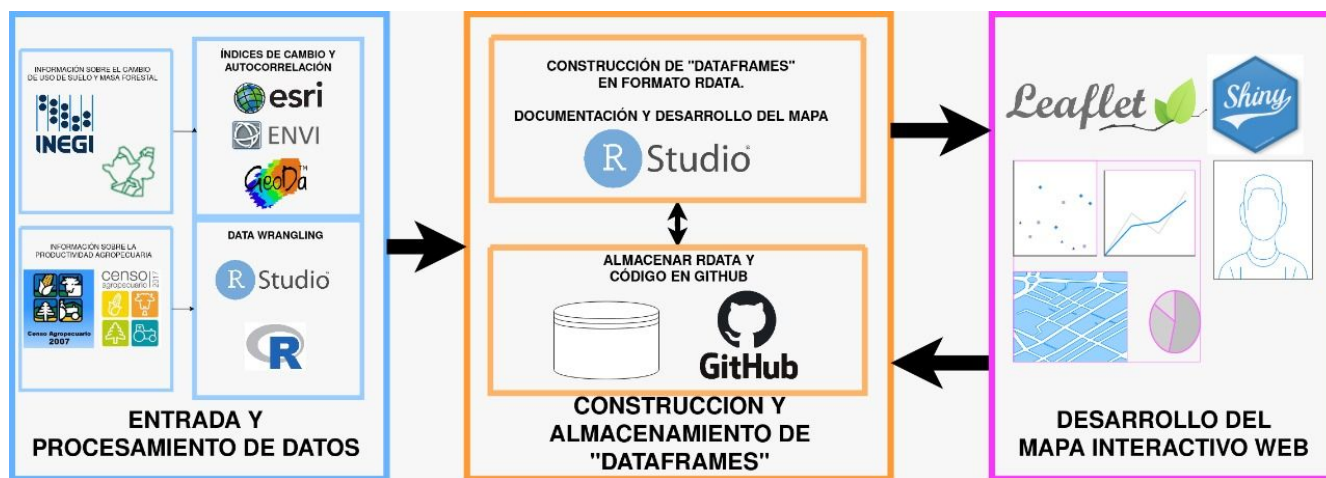 INFORMACIÓN SOBRE EL CAMBIO
DE USO DE SUELO Y MASA FORESTAL
INEGI
ÍNDICES DE CAMBIO Y
AUTOCORRELACIÓN
esri
ENVI
GeoDa™
INFORMACIÓN SOBRE LA
PRODUCTIVIDAD AGROPECUARIA
Censo Agropecuario
2007
censo
agropecuario
2017
DATA WRANGLING
R Studio
R
ENTRADA Y
PROCESAMIENTO DE DATOS
CONSTRUCCIÓN DE "DATAFRAMES"
EN FORMATO RDATA.
DOCUMENTACIÓN Y DESARROLLO DEL MAPA
R Studio®
ALMACENAR RDATA Y
CÓDIGO EN GITHUB
GitHub
CONSTRUCCION Y
ALMACENAMIENTO DE
"DATAFRAMES"
Leaflet
Shiny
DESARROLLO DEL
MAPA INTERACTIVO WEB